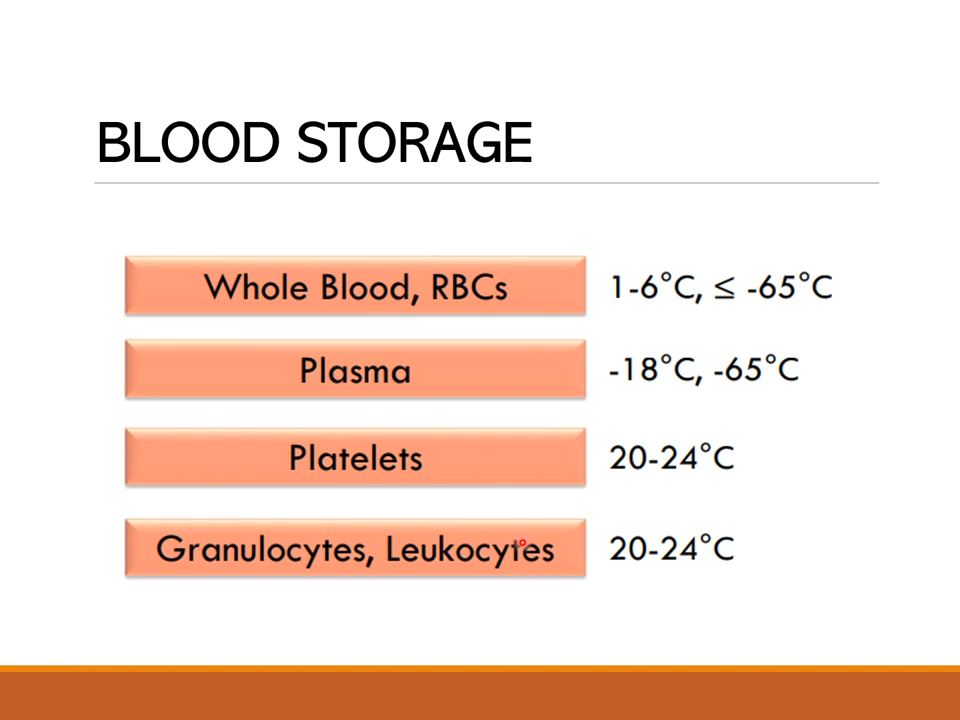 BLOOD STORAGE
Whole Blood, RBCs 1-6°C, ≤ -65°C
Plasma -18°C, -65°C
Platelets 20-24°C
Granulocytes, Leukocytes 20-24°C